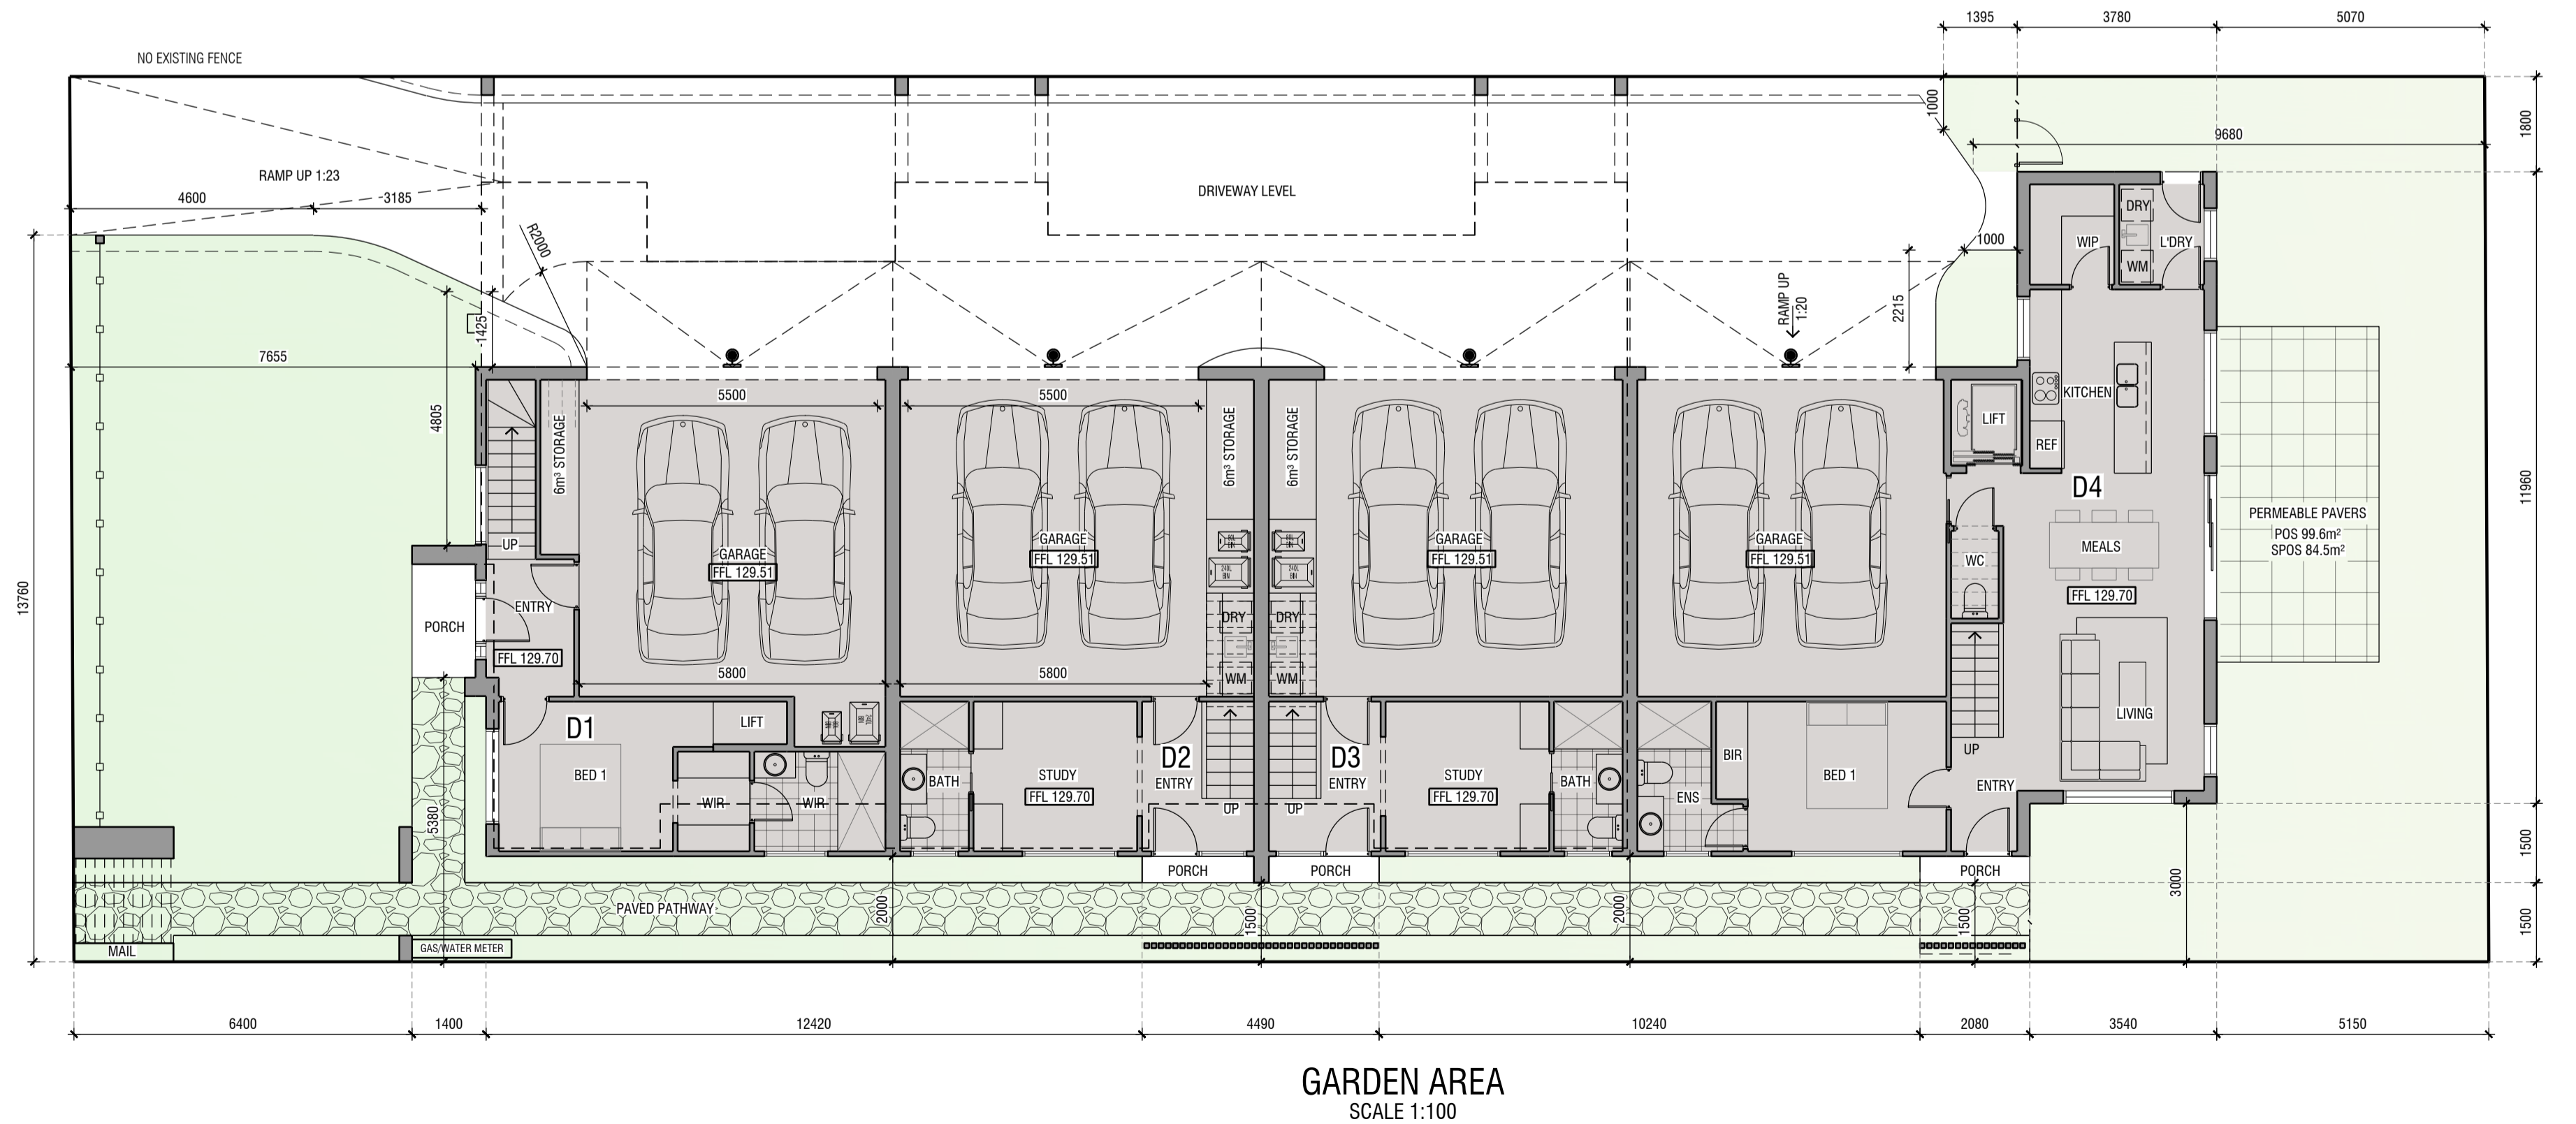 1395
3780
5070
NO EXISTING FENCE
1000
1800
9680
RAMP UP 1:23
DRIVEWAY LEVEL
4600
3185
R2000
DRY
WIP
L'DRY
WM
1000
1425
RAMP UP
1:20
2215
7655
5500
5500
4805
6m³ STORAGE
6m³ STORAGE
6m³ STORAGE
KITCHEN
LIFT
REF
D4
11960
PERMEABLE PAVERS
POS 99.6m²
SPOS 84.5m²
UP
GARAGE
FFL 129.51
GARAGE
FFL 129.51
GARAGE
FFL 129.51
GARAGE
FFL 129.51
240L
BIN
240L
BIN
WC
MEALS
FFL 129.70
13760
PORCH
ENTRY
FFL 129.70
DRY
DRY
WM
WM
5800
5800
D1
LIFT
LIVING
UP
BED 1
WIR
WIR
BATH
STUDY
FFL 129.70
D2
ENTRY
UP
D3
ENTRY
UP
STUDY
FFL 129.70
BATH
ENS
BIR
BED 1
ENTRY
5380
PORCH
PORCH
PORCH
1500
3000
PAVED PATHWAY
2000
1500
2000
1500
1500
MAIL
GAS/WATER METER
6400
1400
12420
4490
10240
2080
3540
5150
GARDEN AREA
SCALE 1:100